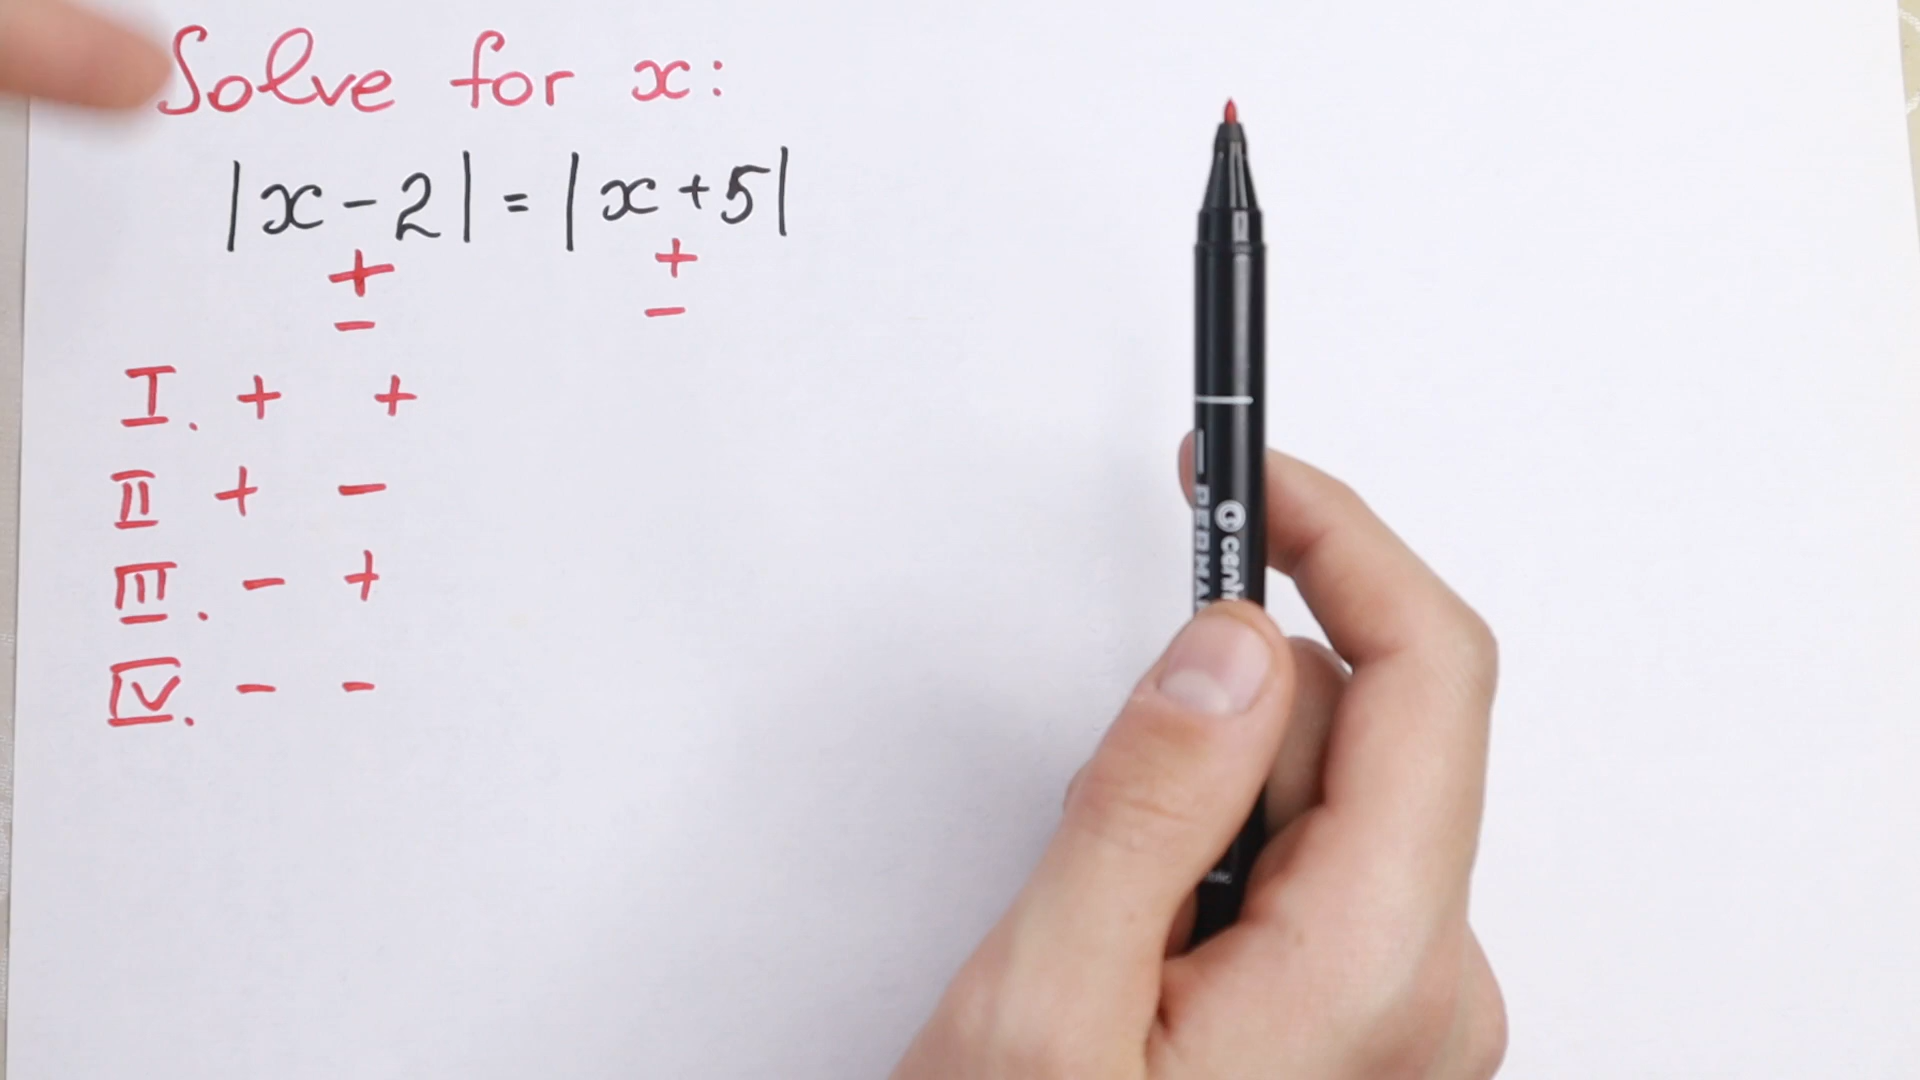 Solve for x:
|x-2| = |x+5|
+ +
- -
I. + +
II + -
III. - +
IV. - -